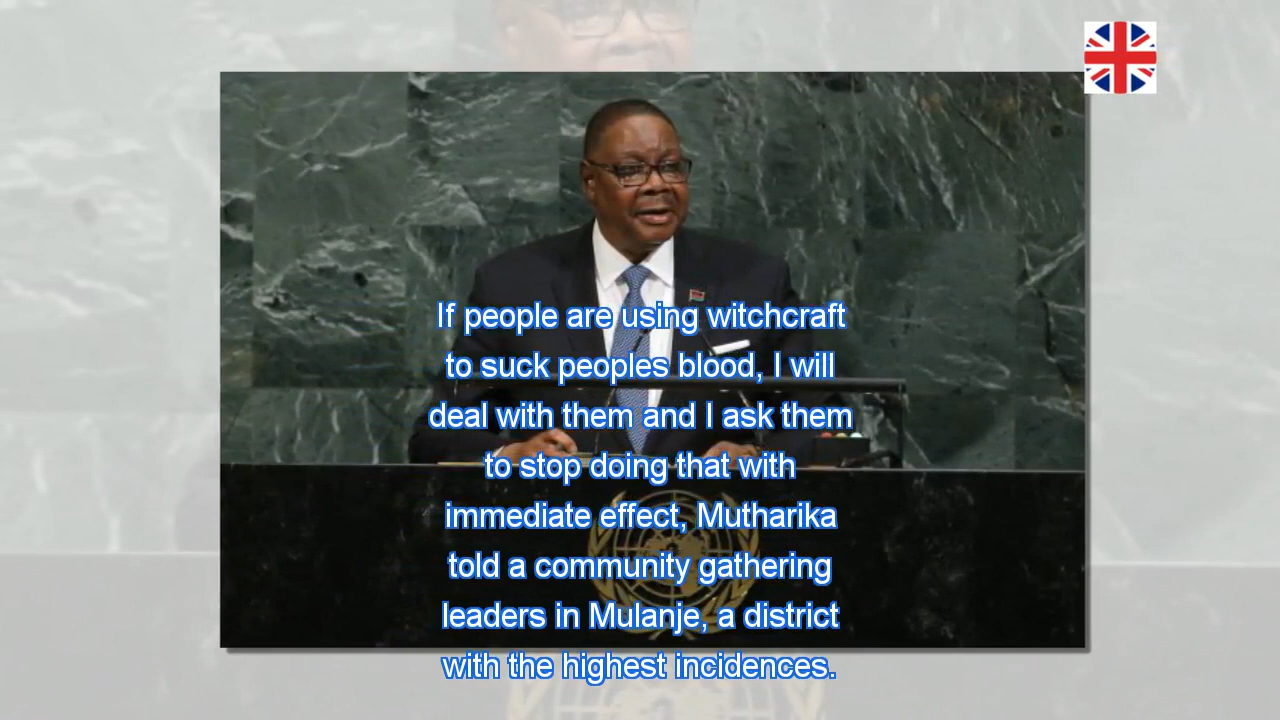 If people are using witchcraft
to suck peoples blood, I will
deal with them and I ask them
to stop doing that with
immediate effect, Mutharika
told a community gathering
leaders in Mulanje, a district
with the highest incidences.